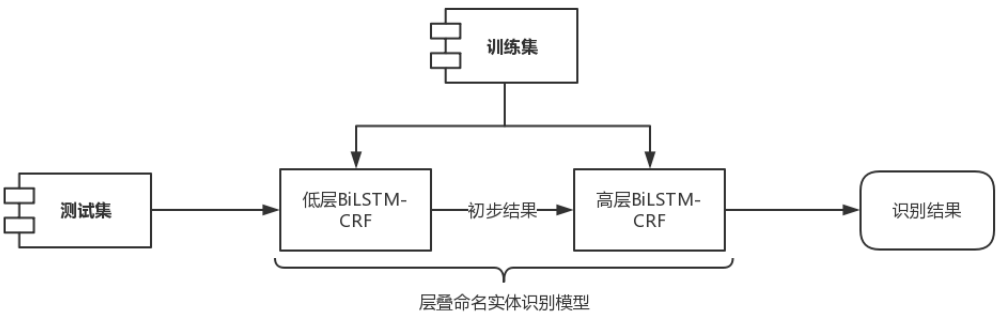 训练集
测试集
低层BiLSTM-
CRF
初步结果
高层BiLSTM-
CRF
识别结果
层叠命名实体识别模型